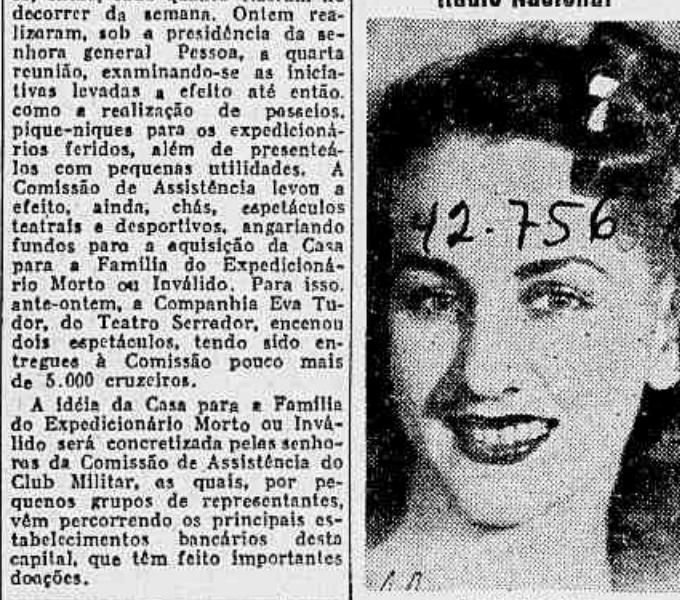 decorrer da semana. Ontem rea-
lizaram, sob a presidência da se-
nhora general Pessoa, a quarta
reunião, examinando-se as inicia-
tivas levadas a efeito até então.
como a realização de passeios,
pique-niques para os expedicioná-
rios feridos, além de presenteá-
los com pequenas utilidades. A
Comissão de Assistência levou a
efeito, ainda, chás, espetáculos
teatrais e desportivos, angariando
fundos para a aquisição da Casa
para a Familia do Expedicioná-
rio Morto ou Inválido. Para isso.
ante-ontem, a Companhia Eva Tu-
dor, do Teatro Serrador, encenou
dois espetáculos, tendo sido en-
tregues à Comissão pouco mais
de 5.000 cruzeiros.
A idéia da Casa para a Familia
do Expedicionário Morto ou Invá-
lido será concretizada pelas senho-
ras da Comissão de Assistência do
Club Militar, as quais, por pe-
quenos grupos de representantes,
vêm percorrendo os principais es-
tabelecimentos bancários desta
capital, que têm feito importantes
doações.
Rádio Nacional
42.756